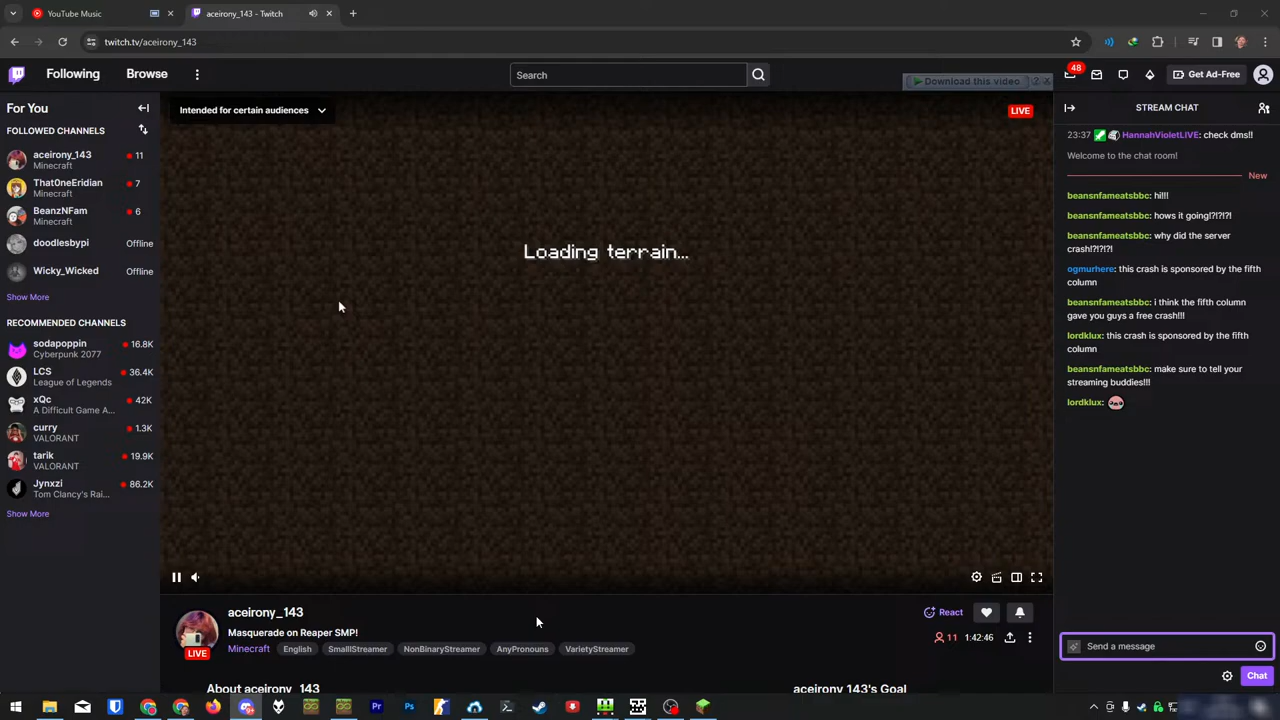 YouTube Music
aceirony_143 - Twitch
twitch.tv/aceirony_143
Following
Browse
Search
Download this video
?
48
Get Ad-Free
For You
FOLLOWED CHANNELS
aceirony_143
11
Minecraft
That0neEridian
7
Minecraft
BeanzNFam
6
Minecraft
doodlesbypi
Offline
Wicky_Wicked
Offline
Show More
RECOMMENDED CHANNELS
sodapoppin
16.8K
Cyberpunk 2077
LCS
36.4K
League of Legends
xQc
42K
A Difficult Game A...
curry
1.3K
VALORANT
tarik
19.9K
VALORANT
Jynxzi
86.2K
Tom Clancy's Rai...
Show More
Intended for certain audiences
LIVE
Loading terrain...
aceirony_143
Masquerade on Reaper SMP!
Minecraft
English
SmallStreamer
NonBinaryStreamer
AnyPronouns
VarietyStreamer
LIVE
React
11
1:42:46
About aceirony_143
aceirony 143's Goal
STREAM CHAT
23:37 HannahVioletLIVE: check dms!!
Welcome to the chat room!
New
beansnfameatsbbc: hi!!!
beansnfameatsbbc: hows it going!?!?!?!
beansnfameatsbbc: why did the server
crash!?!?!?!
ogmurhere: this crash is sponsored by the fifth
column
beansnfameatsbbc: i think the fifth column
gave you guys a free crash!!!
lordklux: this crash is sponsored by the fifth
column
beansnfameatsbbc: make sure to tell your
streaming buddies!!!
lordklux:
Send a message
Chat
Pr
Ps